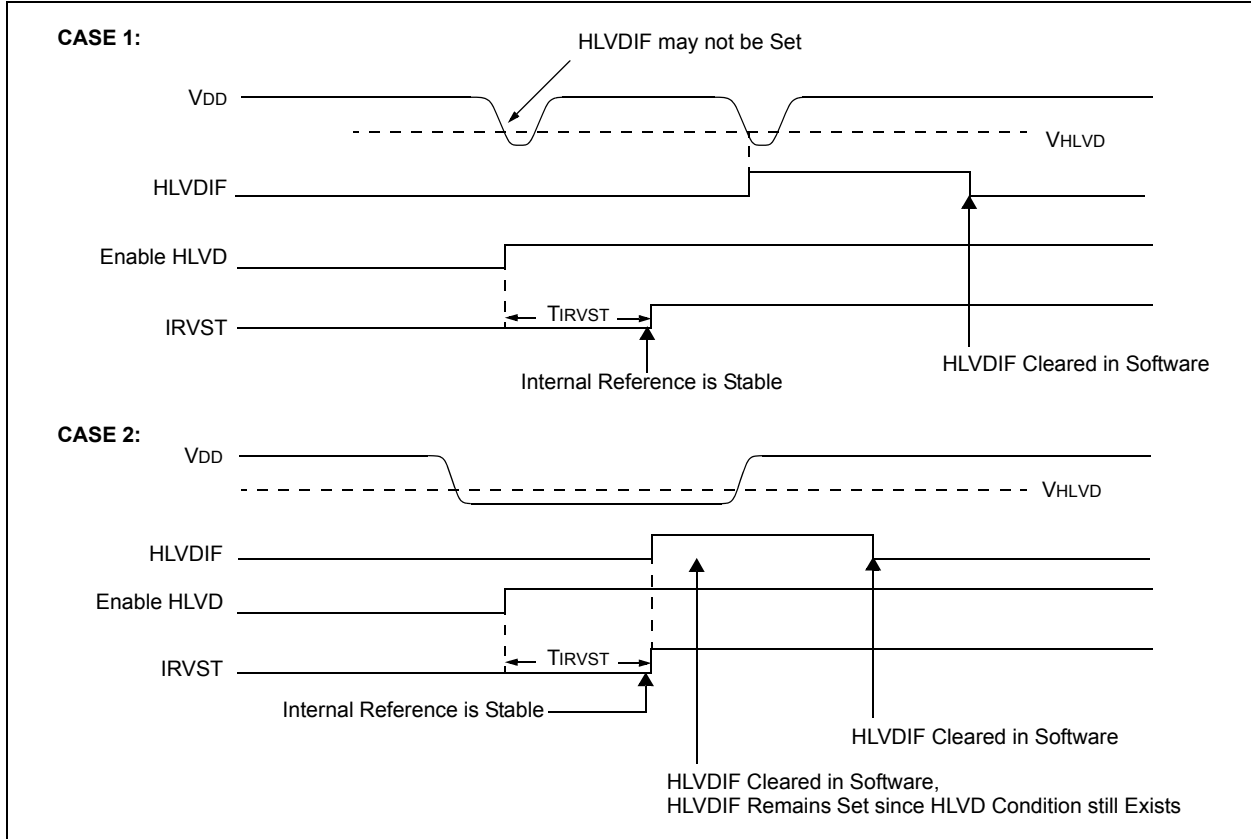 CASE 1:
HLVDIF may not be Set
VDD
VHLVD
HLVDIF
Enable HLVD
TIRVST
IRVST
Internal Reference is Stable
HLVDIF Cleared in Software
CASE 2:
VDD
VHLVD
HLVDIF
Enable HLVD
TIRVST
IRVST
Internal Reference is Stable
HLVDIF Cleared in Software
HLVDIF Cleared in Software,
HLVDIF Remains Set since HLVD Condition still Exists